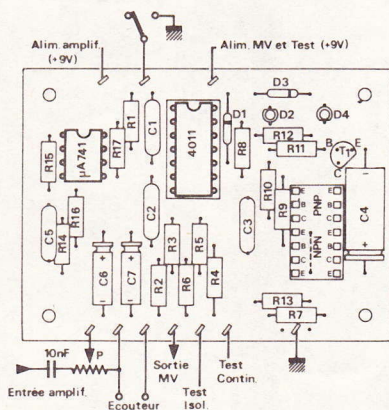 Alim. amplif.
(+9V)
Alim. MV et Test (+9V)
D3
D2
D4
R1
C1
4011
D1
R8
R12
R11
B
E
T1
C
R15
µA741
R17
R10
R9
E
B
C
E
E
B
C
E
PNP
NPN
C4
C5
R14
R16
C2
R3
R5
C3
C6
C7
R2
R6
R4
R13
R7
10nF
P
Entrée amplif.
Ecouteur
Sortie
MV
Test
Isol.
Test
Contin.